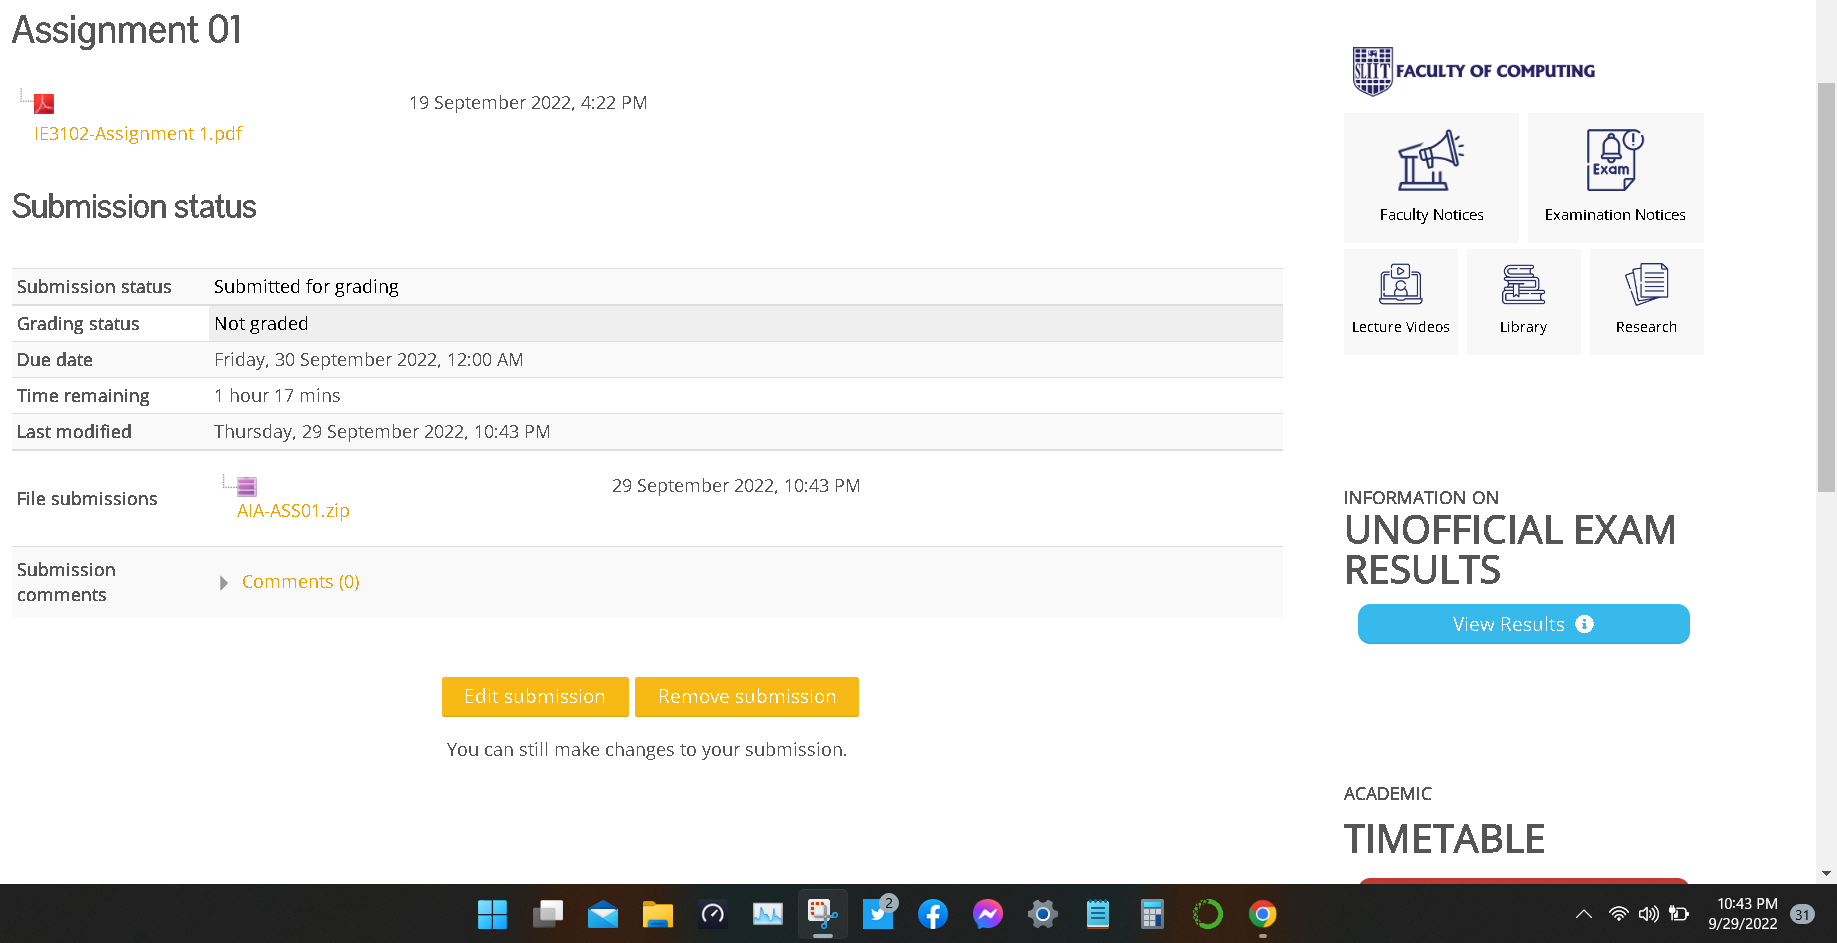 Assignment 01
19 September 2022, 4:22 PM
IE3102-Assignment 1.pdf
Submission status
Submission status Submitted for grading
Grading status Not graded
Due date Friday, 30 September 2022, 12:00 AM
Time remaining 1 hour 17 mins
Last modified Thursday, 29 September 2022, 10:43 PM
File submissions
29 September 2022, 10:43 PM
AIA-ASS01.zip
Submission
comments
Comments (0)
Edit submission
Remove submission
You can still make changes to your submission.
SLIIT FACULTY OF COMPUTING
Faculty Notices
Exam
Examination Notices
Lecture Videos
Library
Research
INFORMATION ON
UNOFFICIAL EXAM
RESULTS
View Results
ACADEMIC
TIMETABLE
2
10:43 PM
9/29/2022
31